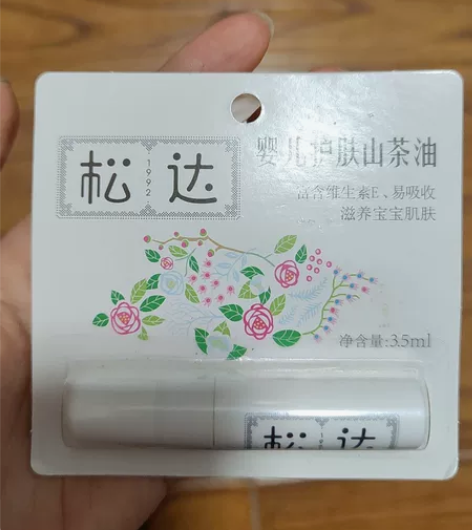 松达
1992
婴儿护肤山茶油
富含维生素E、易吸收
滋养宝宝肌肤
净含量:3.5ml
松达